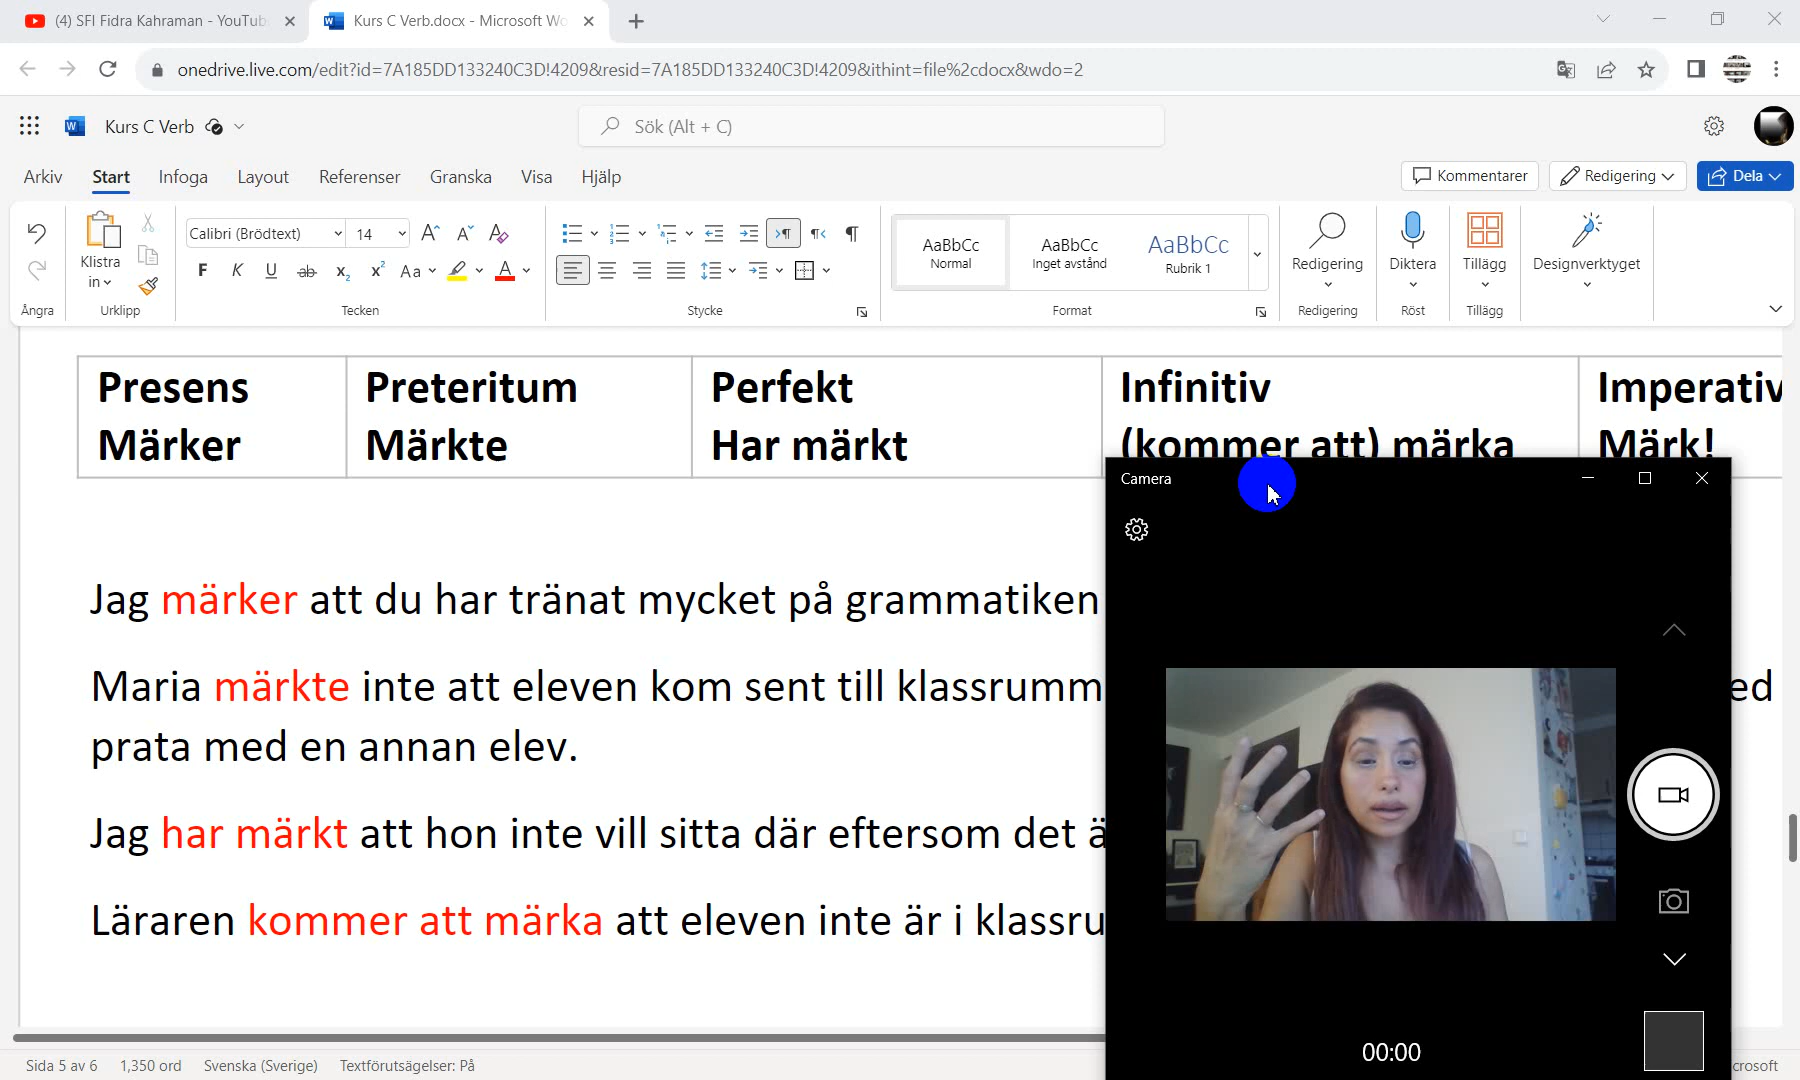 (4) SFI Fidra Kahraman - YouTub
Kurs C Verb.docx - Microsoft Wo
onedrive.live.com/edit?id=7A185DD133240C3D!4209&resid=7A185DD133240C3D!4209&ithint=file%2cdocx&wdo=2
Kurs C Verb
Sök (Alt + C)
Arkiv Start Infoga Layout Referenser Granska Visa Hjälp
Kommentarer Redigering Dela
Klistra in
Calibri (Brödtext) 14
AaBbCc AaBbCc AaBbCc
Normal Inget avstånd Rubrik 1
Redigering Diktera Tillägg Designverktyget
F K U ab x₂ x² Aa A
Ångra Urklipp Tecken Stycke Format Redigering Röst Tillägg
Presens Preteritum Perfekt Infinitiv Imperativ
Märker Märkte Har märkt (kommer att) märka Märk!
Camera
Jag märker att du har tränat mycket på grammatiken
Maria märkte inte att eleven kom sent till klassrumm ed
prata med en annan elev.
Jag har märkt att hon inte vill sitta där eftersom det ä
Läraren kommer att märka att eleven inte är i klassru
00:00
Sida 5 av 6 1,350 ord Svenska (Sverige) Textförutsägelser: På crosoft